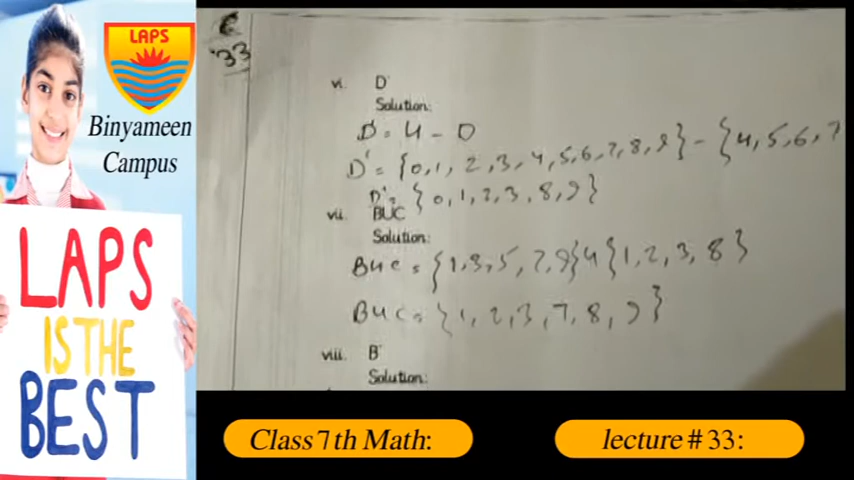 LAPS
Binyameen
Campus
LAPS
IS THE
BEST
33
vi. D'
Solution:
D' = U - D
D' = {0,1,2,3,4,5,6,7,8,9} - {4,5,6,7
D' = {0,1,2,3,8,9}
vii. BUC
Solution:
BUC = {1,3,5,7,9} U {1,2,3,8}
BUC = {1,2,3,7,8,9}
viii. B'
Solution:
Class 7th Math:
lecture # 33: